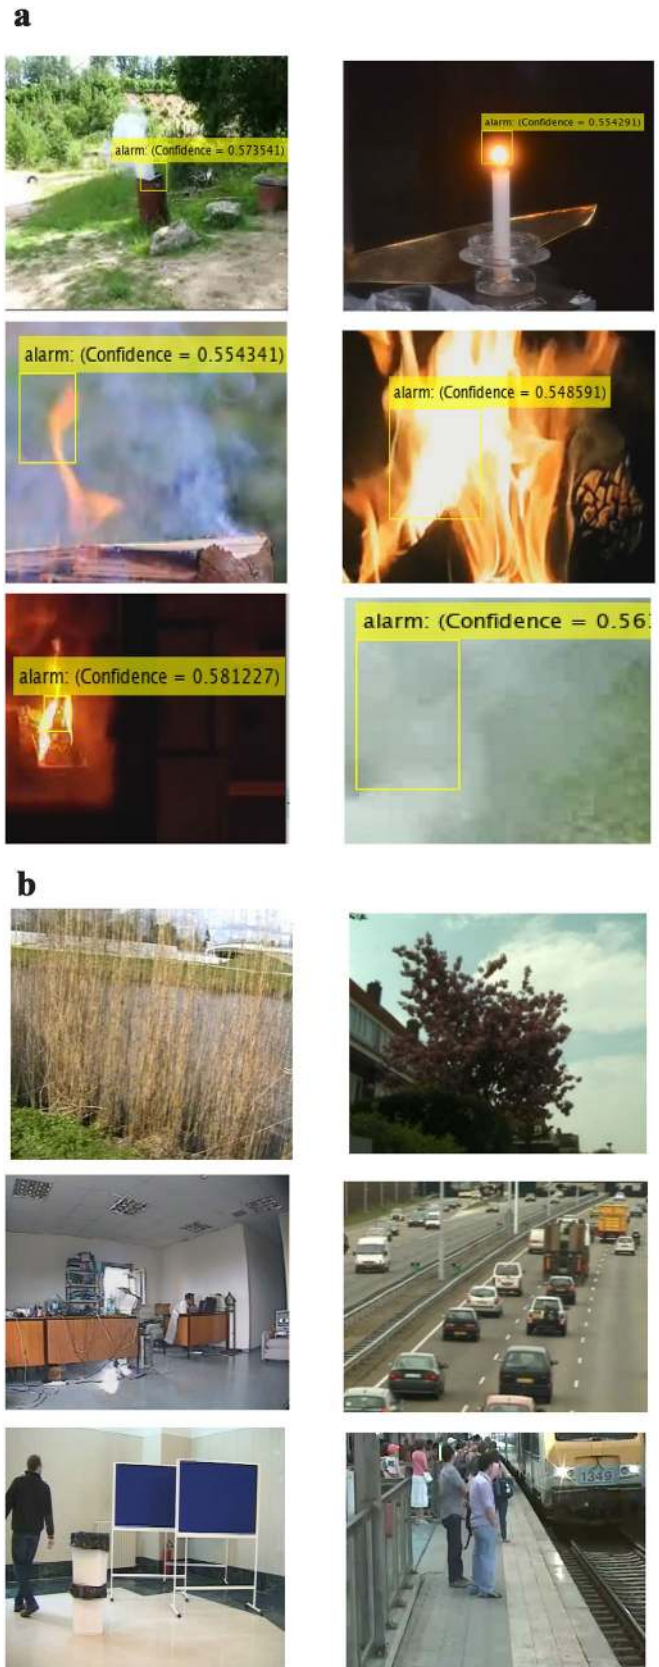 a
alarm: (Confidence = 0.573541)
alarm: (Confidence = 0.554291)
alarm: (Confidence = 0.554341)
alarm: (Confidence = 0.548591)
alarm: (Confidence = 0.581227)
alarm: (Confidence = 0.56
b
1349